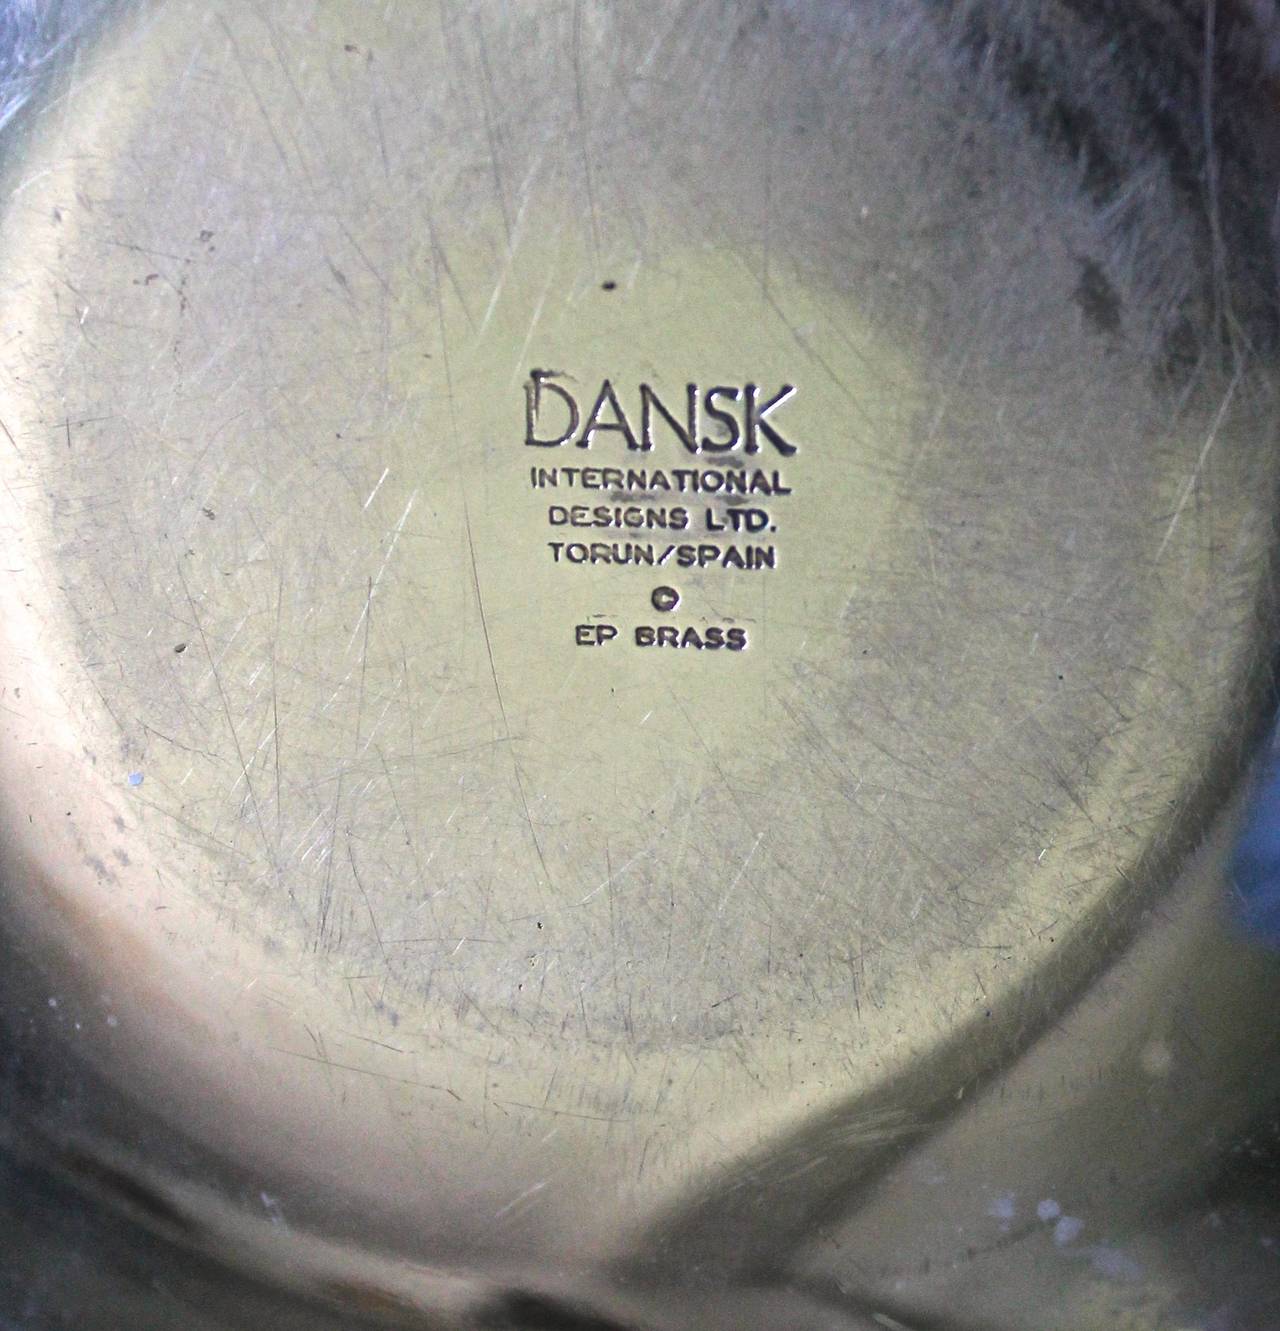 DANSK
INTERNATIONAL
DESIGNS LTD.
TORUN/SPAIN
©
EP BRASS